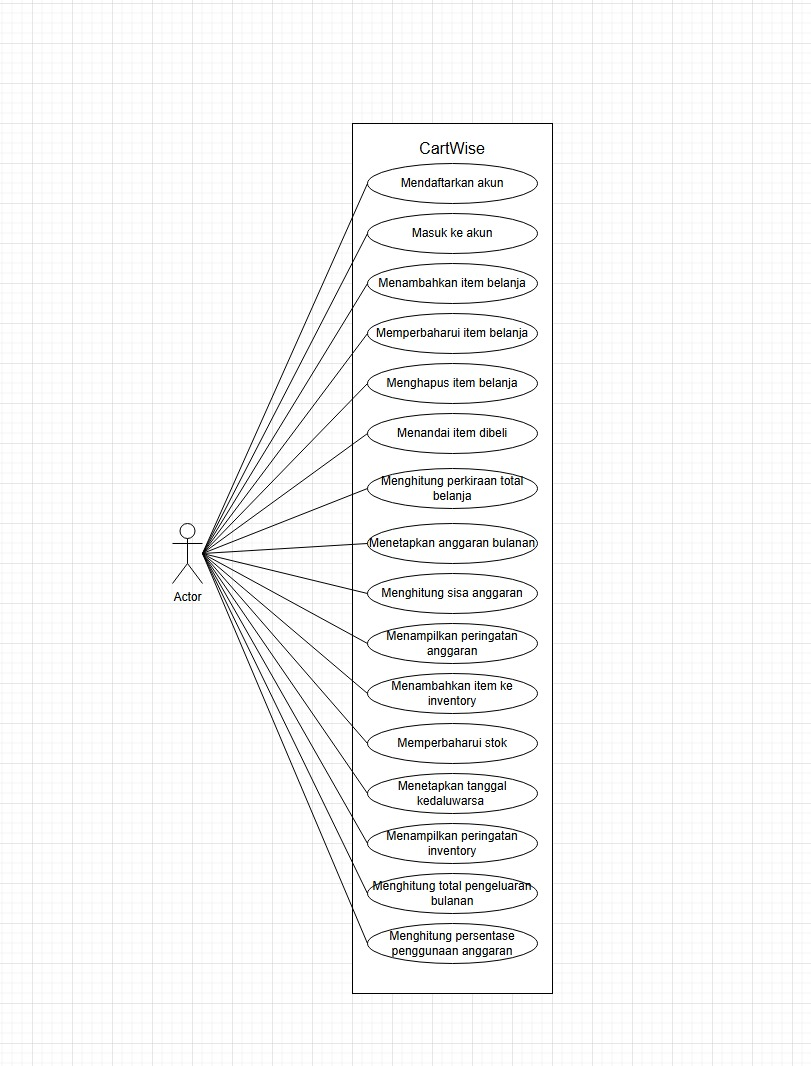 CartWise
Mendaftarkan akun
Masuk ke akun
Menambahkan item belanja
Memperbaharui item belanja
Menghapus item belanja
Menandai item dibeli
Menghitung perkiraan total
belanja
Menetapkan anggaran bulanan
Menghitung sisa anggaran
Menampilkan peringatan
anggaran
Actor
Menambahkan item ke
inventory
Memperbaharui stok
Menetapkan tanggal
kedaluwarsa
Menampilkan peringatan
inventory
Menghitung total pengeluaran
bulanan
Menghitung persentase
penggunaan anggaran